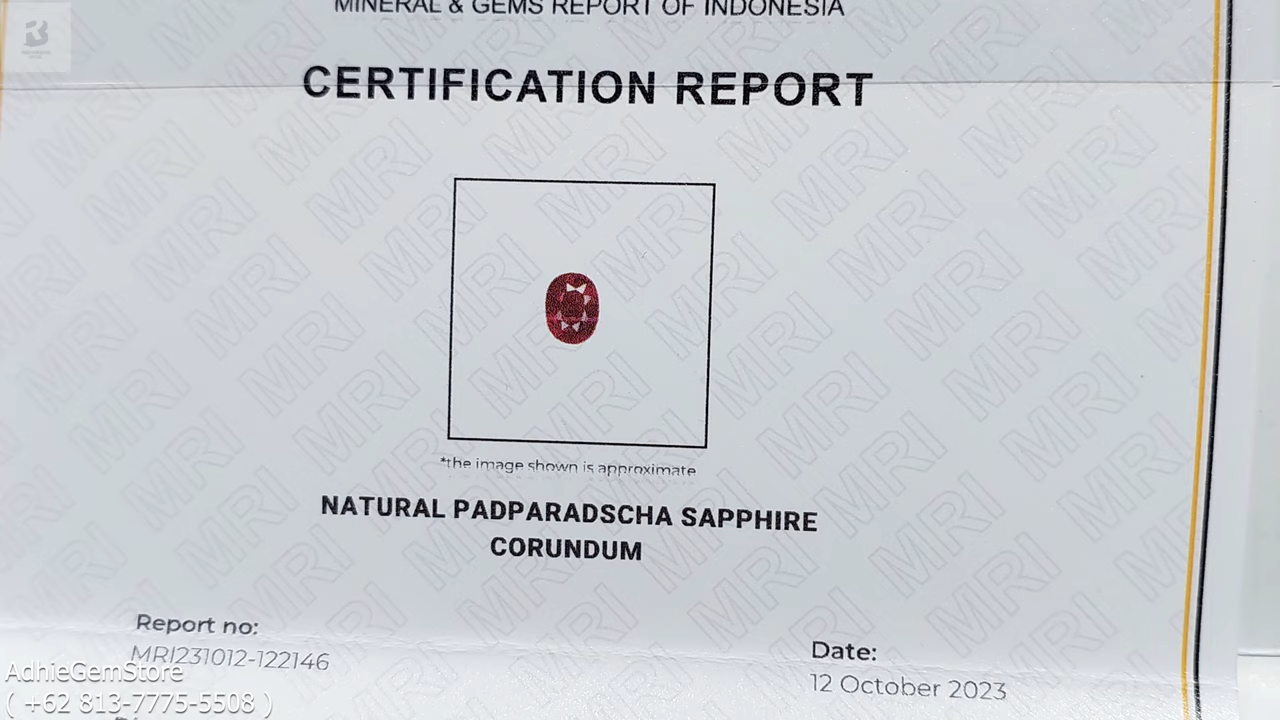 MINERAL & GEMS REPORT OF INDONESIA
CERTIFICATION REPORT
*the image shown is approximate
NATURAL PADPARADSCHA SAPPHIRE
CORUNDUM
Report no:
MRI231012-122146
Date:
12 October 2023
AdhieGemStore
( +62 813-7775-5508 )